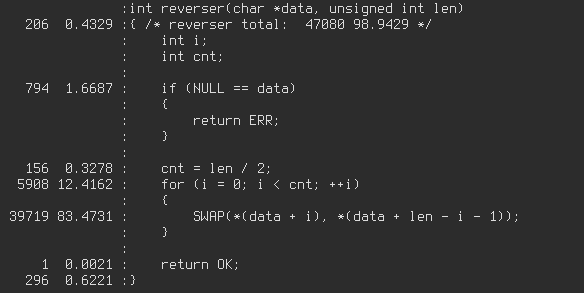 :int reverser(char *data, unsigned int len)
  206  0.4329 :{ /* reverser total:  47080 98.9429 */
               :    int i;
               :    int cnt;
               :
  794  1.6687 :    if (NULL == data)
               :    {
               :        return ERR;
               :    }
               :
  156  0.3278 :    cnt = len / 2;
 5908 12.4162 :    for (i = 0; i < cnt; ++i)
               :    {
39719 83.4731 :        SWAP(*(data + i), *(data + len - i - 1));
               :    }
               :
    1  0.0021 :    return OK;
  296  0.6221 :}